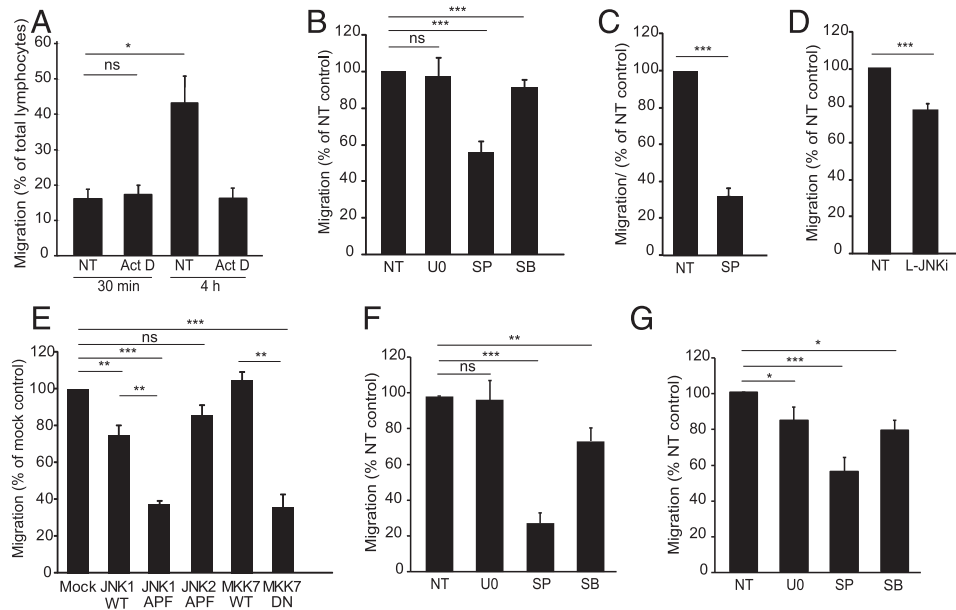 A
Migration (% of total lymphocytes)
60
50
40
30
20
10
0
*
ns
NT Act D NT Act D
30 min 4 h
B
Migration (% of NT control)
120
100
80
60
40
20
0
***
***
ns
NT U0 SP SB
C
Migration/ (% of NT control)
120
100
80
60
40
20
0
***
NT SP
D
Migration (% of NT control)
120
100
80
60
40
20
0
***
NT L-JNKi
E
Migration (% of mock control)
120
100
80
60
40
20
0
***
ns
***
**
**
**
Mock JNK1 JNK1 JNK2 MKK7 MKK7
WT APF APF WT DN
F
Migration (% NT control)
120
100
80
60
40
20
0
**
***
ns
NT U0 SP SB
G
Migration (% NT control)
120
100
80
60
40
20
0
*
***
*
NT U0 SP SB